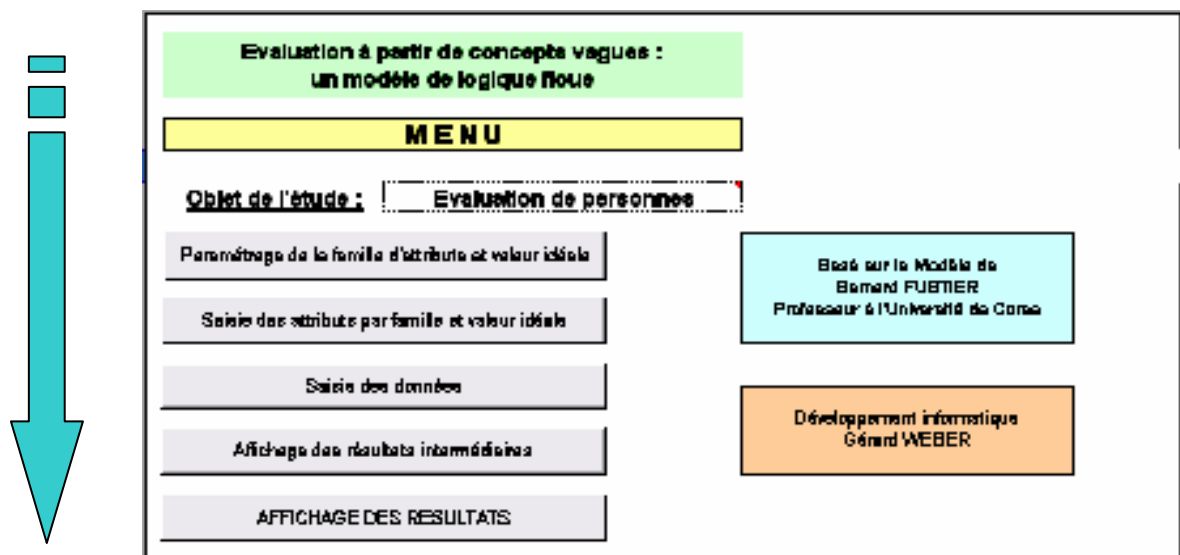 Evaluation à partir de concepts vagues :
un modèle de logique floue
MENU
Objet de l'étude :
Evaluation de personnes
Paramétrage de la famille d'attributs et valeur idéale
Saisie des attributs par famille et valeur idéale
Saisie des données
Affichage des résultats intermédiaires
AFFICHAGE DES RESULTATS
Basé sur le Modèle de
Bernard FUSTIER
Professeur à l'Université de Corse
Développement informatique
Gérard WEBER